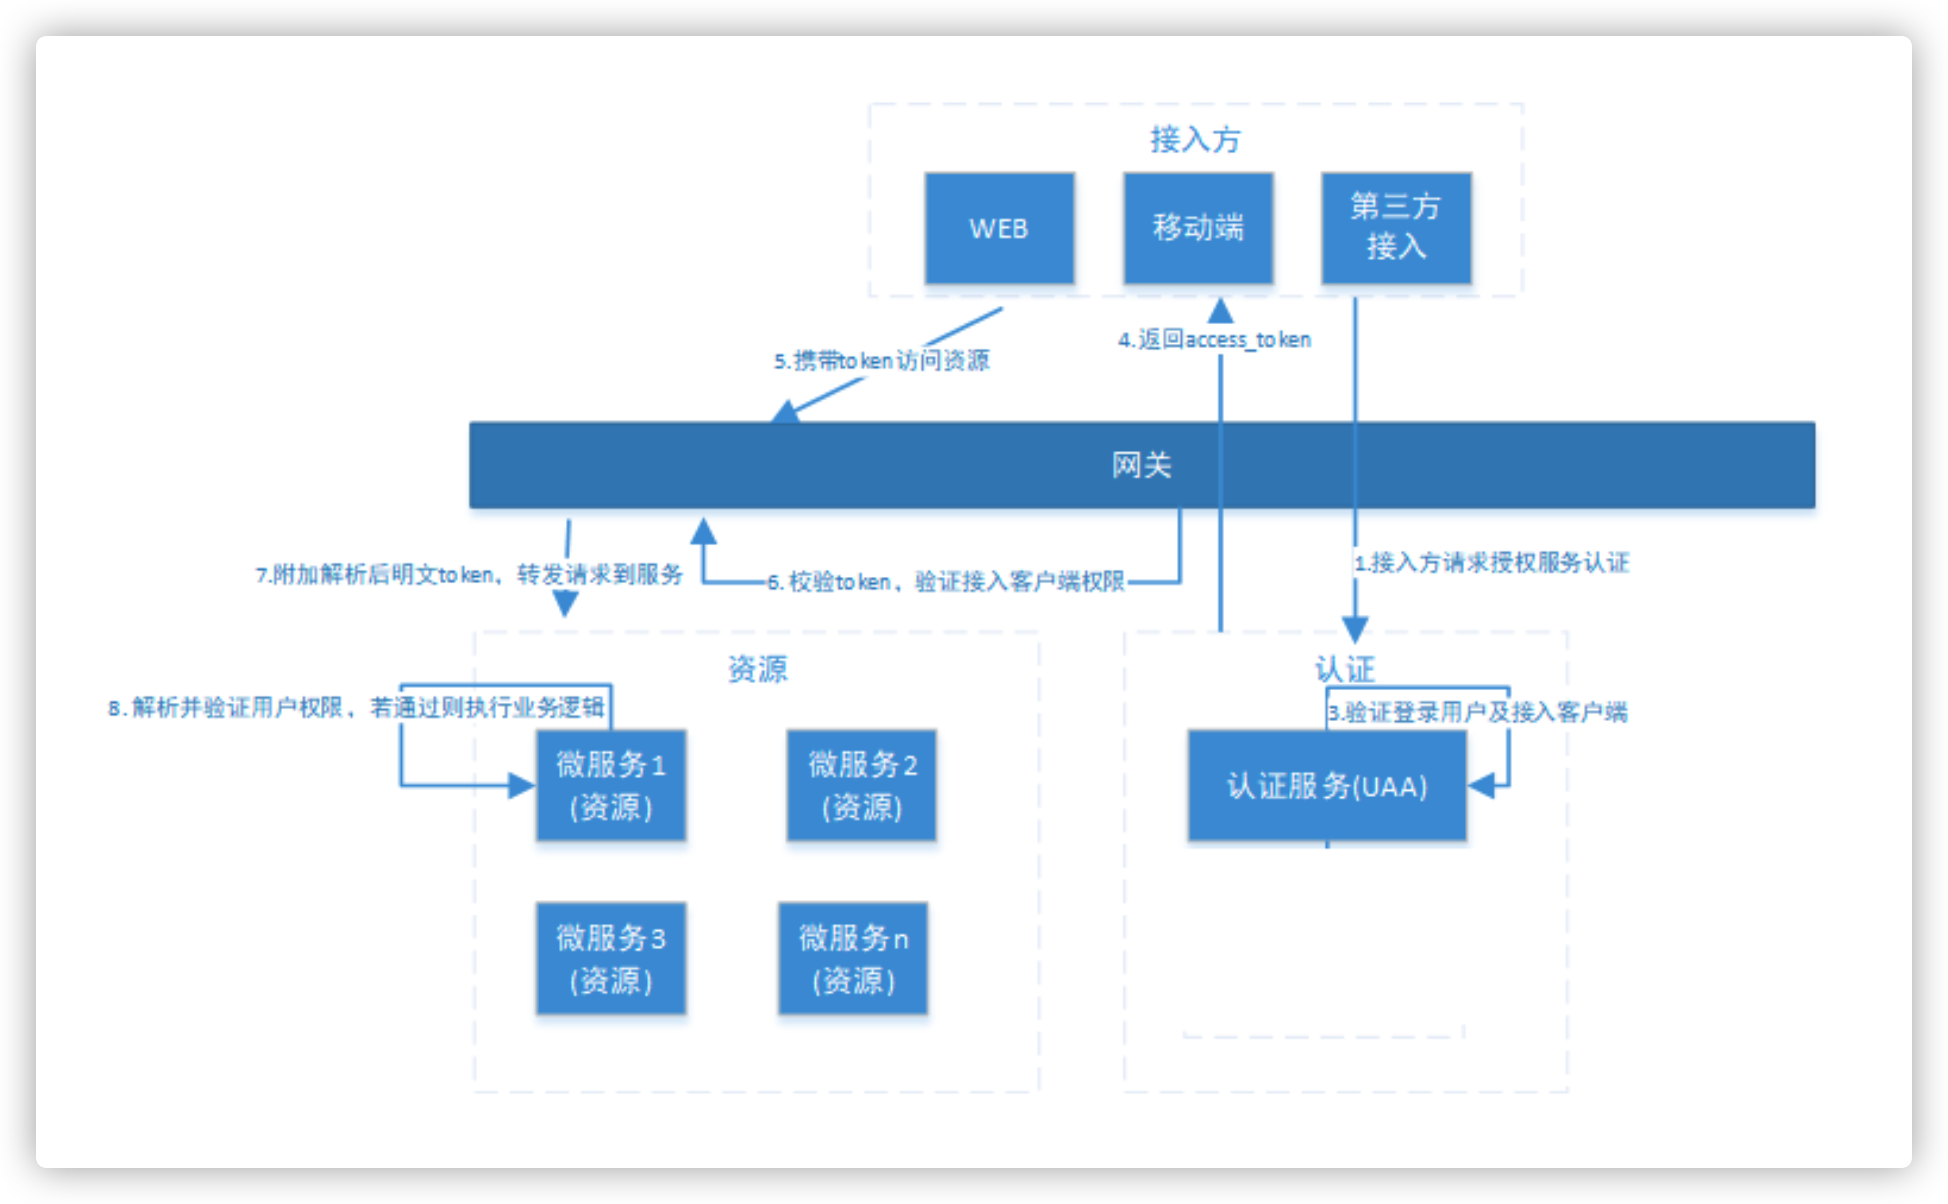 接入方
WEB
移动端
第三方
接入
4.返回access_token
5.携带token访问资源
网关
1.接入方请求授权服务认证
7.附加解析后明文token，转发请求到服务
6.校验token，验证接入客户端权限
资源
认证
8.解析并验证用户权限，若通过则执行业务逻辑
3.验证登录用户及接入客户端
微服务1
(资源)
微服务2
(资源)
认证服务(UAA)
微服务3
(资源)
微服务n
(资源)